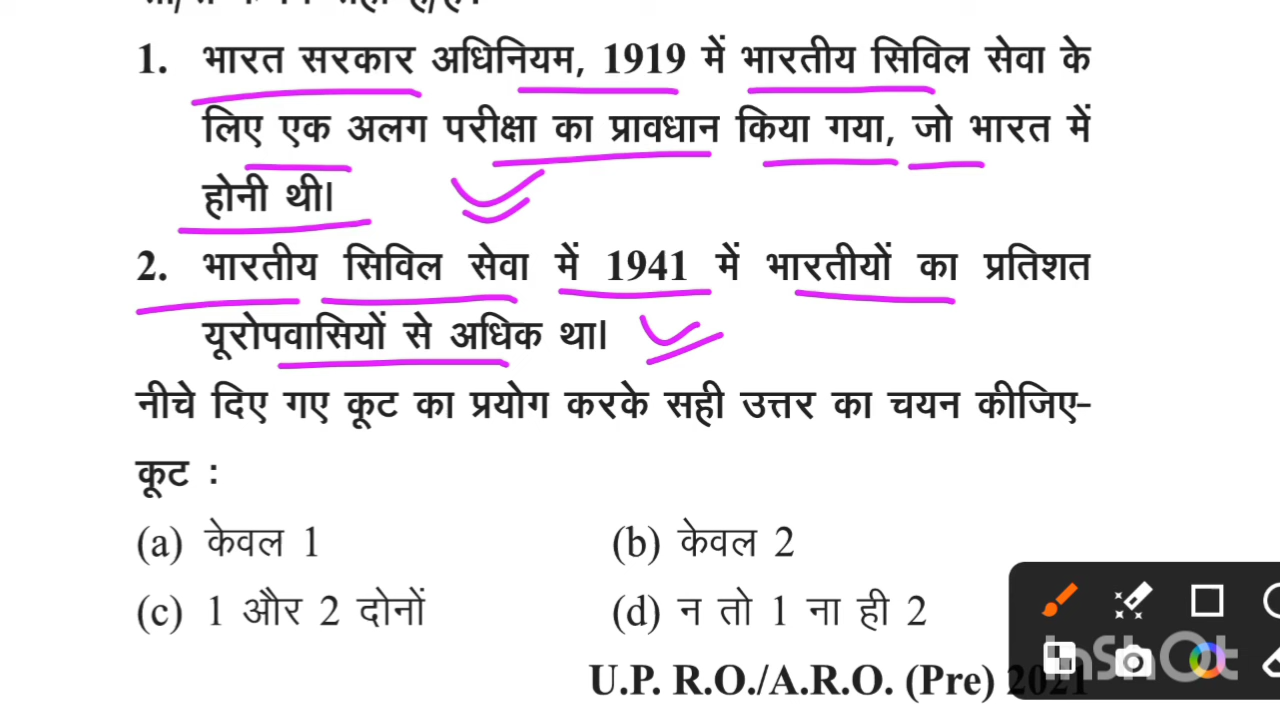 1. भारत सरकार अधिनियम, 1919 में भारतीय सिविल सेवा के
लिए एक अलग परीक्षा का प्रावधान किया गया, जो भारत में
होनी थी।
2. भारतीय सिविल सेवा में 1941 में भारतीयों का प्रतिशत
यूरोपवासियों से अधिक था।
नीचे दिए गए कूट का प्रयोग करके सही उत्तर का चयन कीजिए-
कूट :
(a) केवल 1 (b) केवल 2
(c) 1 और 2 दोनों (d) न तो 1 ना ही 2
InShOt
U.P. R.O./A.R.O. (Pre) 2021